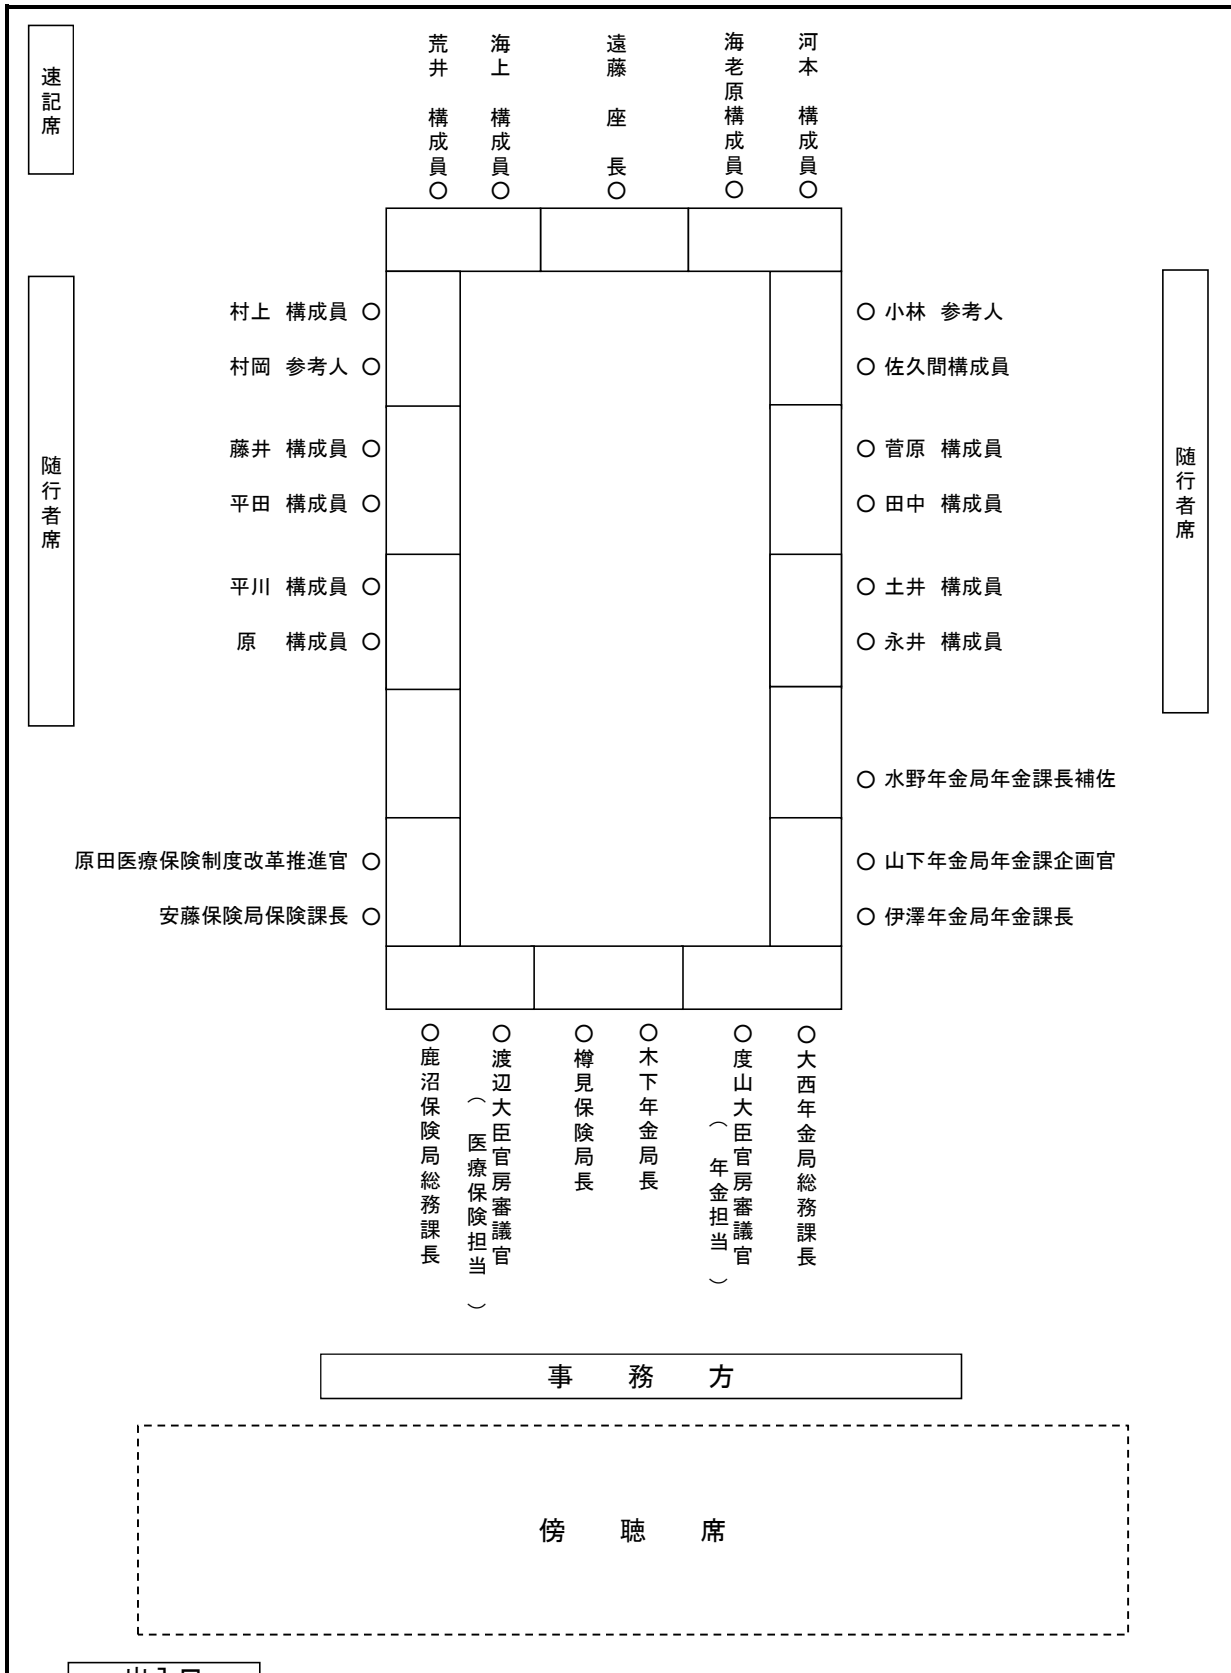 速記席
荒井 構成員○
海上 構成員○
遠藤 座 長○
海老原構成員○
河本 構成員○
村上 構成員 ○
村岡 参考人 ○
藤井 構成員 ○
平田 構成員 ○
平川 構成員 ○
原 構成員 ○
原田医療保険制度改革推進官 ○
安藤保険局保険課長 ○
○ 小林 参考人
○ 佐久間構成員
○ 菅原 構成員
○ 田中 構成員
○ 土井 構成員
○ 永井 構成員
○ 水野年金局年金課長補佐
○ 山下年金局年金課企画官
○ 伊澤年金局年金課長
随行者席
随行者席
○鹿沼保険局総務課長
○渡辺大臣官房審議官
（医療保険担当）
○樽見保険局長
○木下年金局長
○度山大臣官房審議官
（年金担当）
○大西年金局総務課長
事 務 方
傍 聴 席
出入口